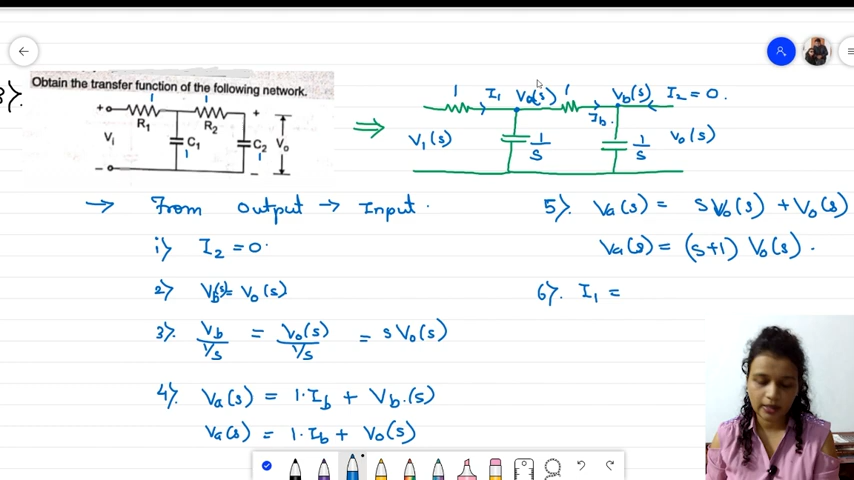 Obtain the transfer function of the following network.
1 1
R1 R2
Vi C1 C2 Vo
1 1
+ + − −
⇒
1 I1 Va(s) 1 Vb(s) I2 = 0.
Ib
V1(s) 1/s 1/s Vo(s)
→ From output → Input.
1) I2 = 0.
2) Vb(s) = Vo(s)
3) Vb / 1/s = Vo(s) / 1/s = sVo(s)
4) Va(s) = 1·Ib + Vb(s)
Va(s) = 1·Ib + Vo(s)
5) Va(s) = sVo(s) + Vo(s)
Va(s) = (s+1) Vo(s).
6) I1 =